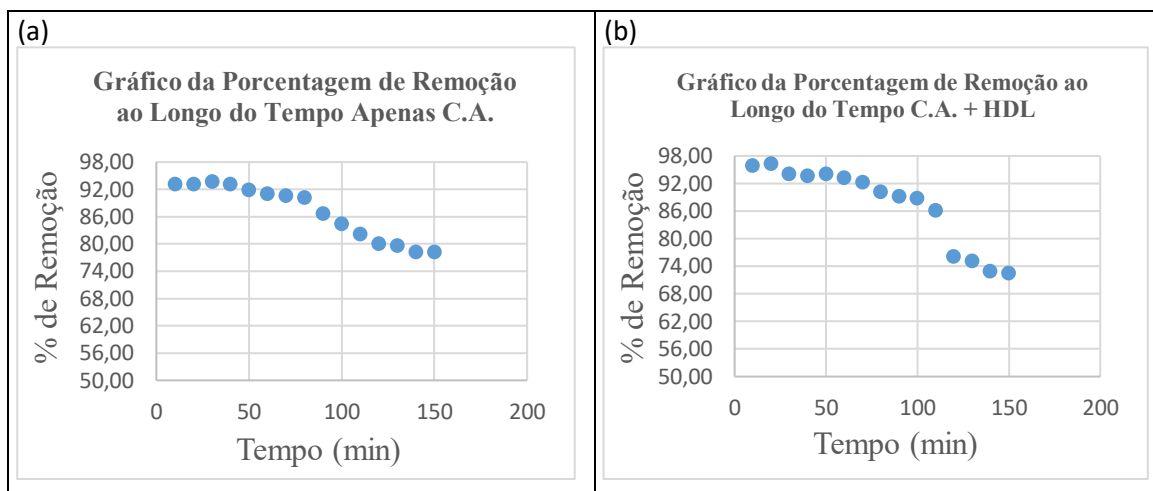 (a)
Gráfico da Porcentagem de Remoção
ao Longo do Tempo Apenas C.A.
98,00
92,00
86,00
80,00
74,00
68,00
62,00
56,00
50,00
% de Remoção
0
50
100
150
200
Tempo (min)
(b)
Gráfico da Porcentagem de Remoção ao
Longo do Tempo C.A. + HDL
98,00
92,00
86,00
80,00
74,00
68,00
62,00
56,00
50,00
% de Remoção
0
50
100
150
200
Tempo (min)